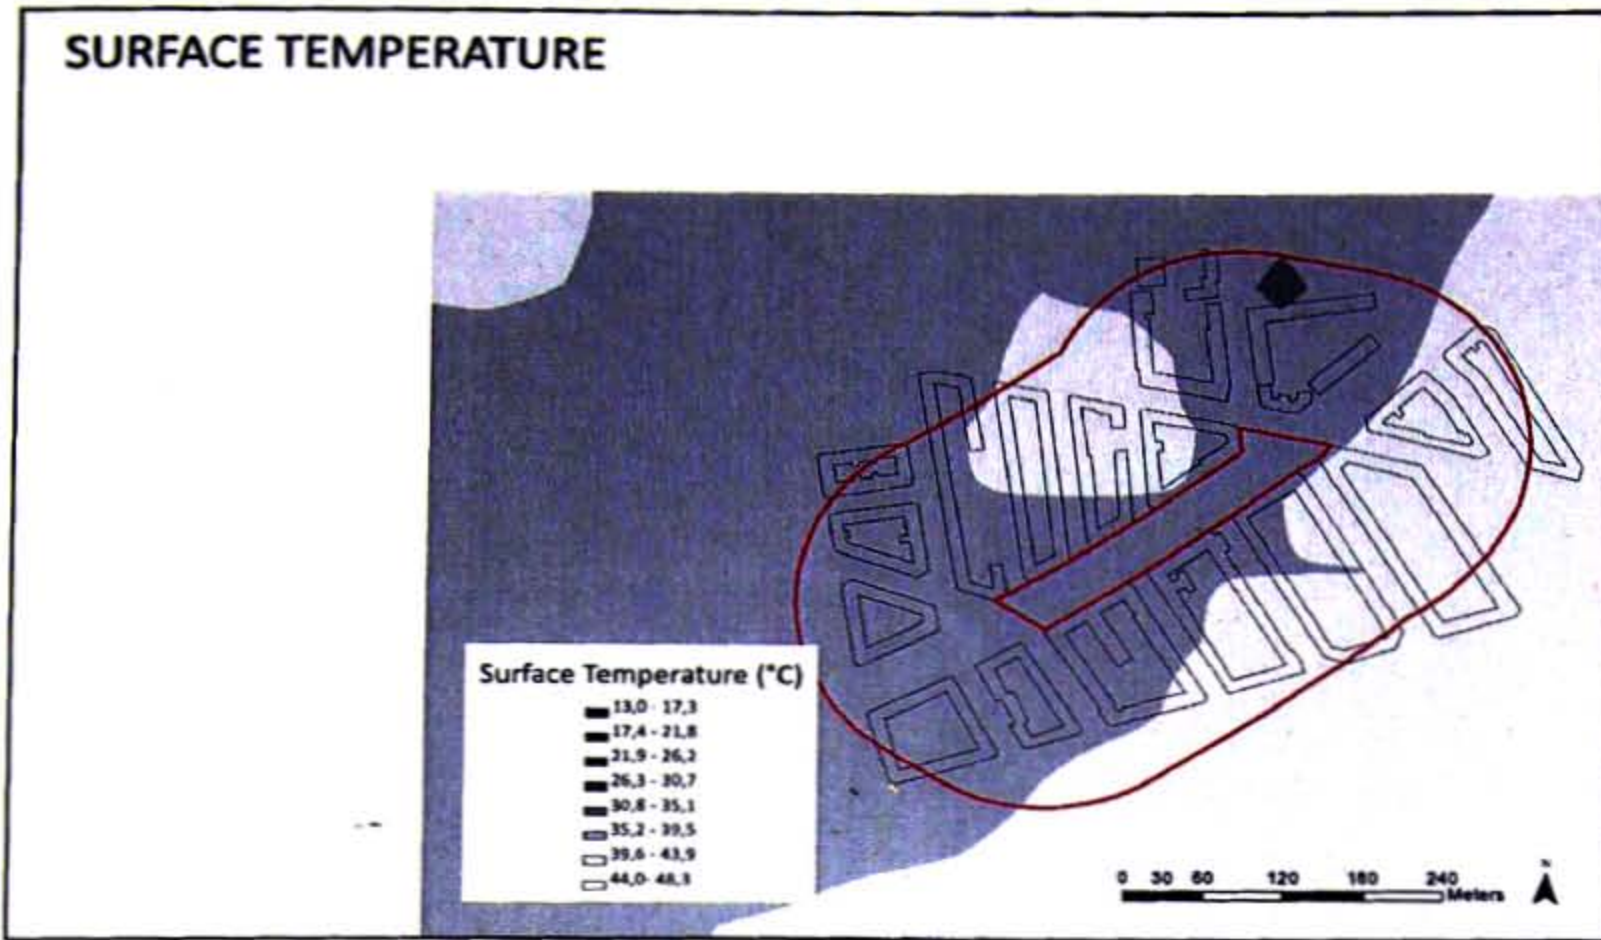 SURFACE TEMPERATURE
Surface Temperature (°C)
13,0 - 17,3
17,4 - 21,8
21,9 - 26,2
26,3 - 30,7
30,8 - 35,1
35,2 - 39,5
39,6 - 43,9
44,0- 48,3
0 30 60 120 180 240
Meters
N